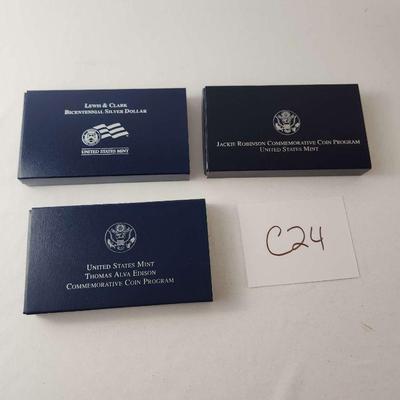 Lewis & Clark
Bicentennial Silver Dollar
UNITED STATES MINT
Jackie Robinson Commemorative Coin Program
United States Mint
United States Mint
Thomas Alva Edison
Commemorative Coin Program
C24